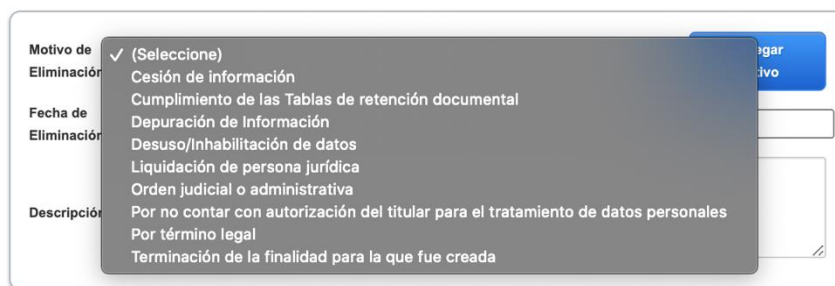 Motivo de
Eliminación
✓ (Seleccione)
Cesión de información
Cumplimiento de las Tablas de retención documental
Depuración de Información
Desuso/Inhabilitación de datos
Liquidación de persona jurídica
Orden judicial o administrativa
Por no contar con autorización del titular para el tratamiento de datos personales
Por término legal
Terminación de la finalidad para la que fue creada
Fecha de
Eliminación
Descripción